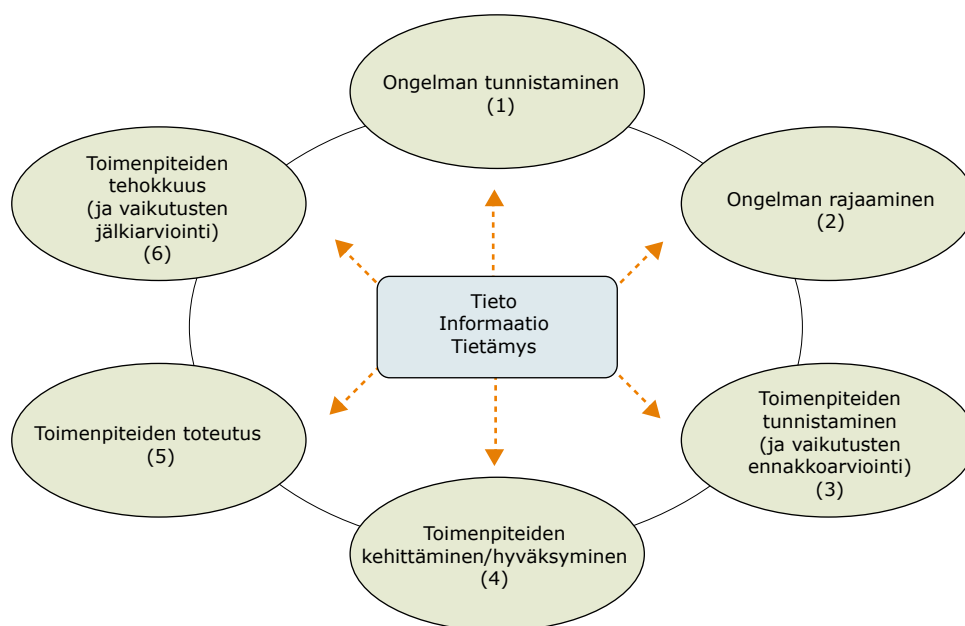 Ongelman tunnistaminen
(1)
Ongelman rajaaminen
(2)
Toimenpiteiden
tunnistaminen
(ja vaikutusten
ennakkoarviointi)
(3)
Toimenpiteiden
kehittäminen/hyväksyminen
(4)
Toimenpiteiden toteutus
(5)
Toimenpiteiden
tehokkuus
(ja vaikutusten
jälkiarviointi)
(6)
Tieto
Informaatio
Tietämys